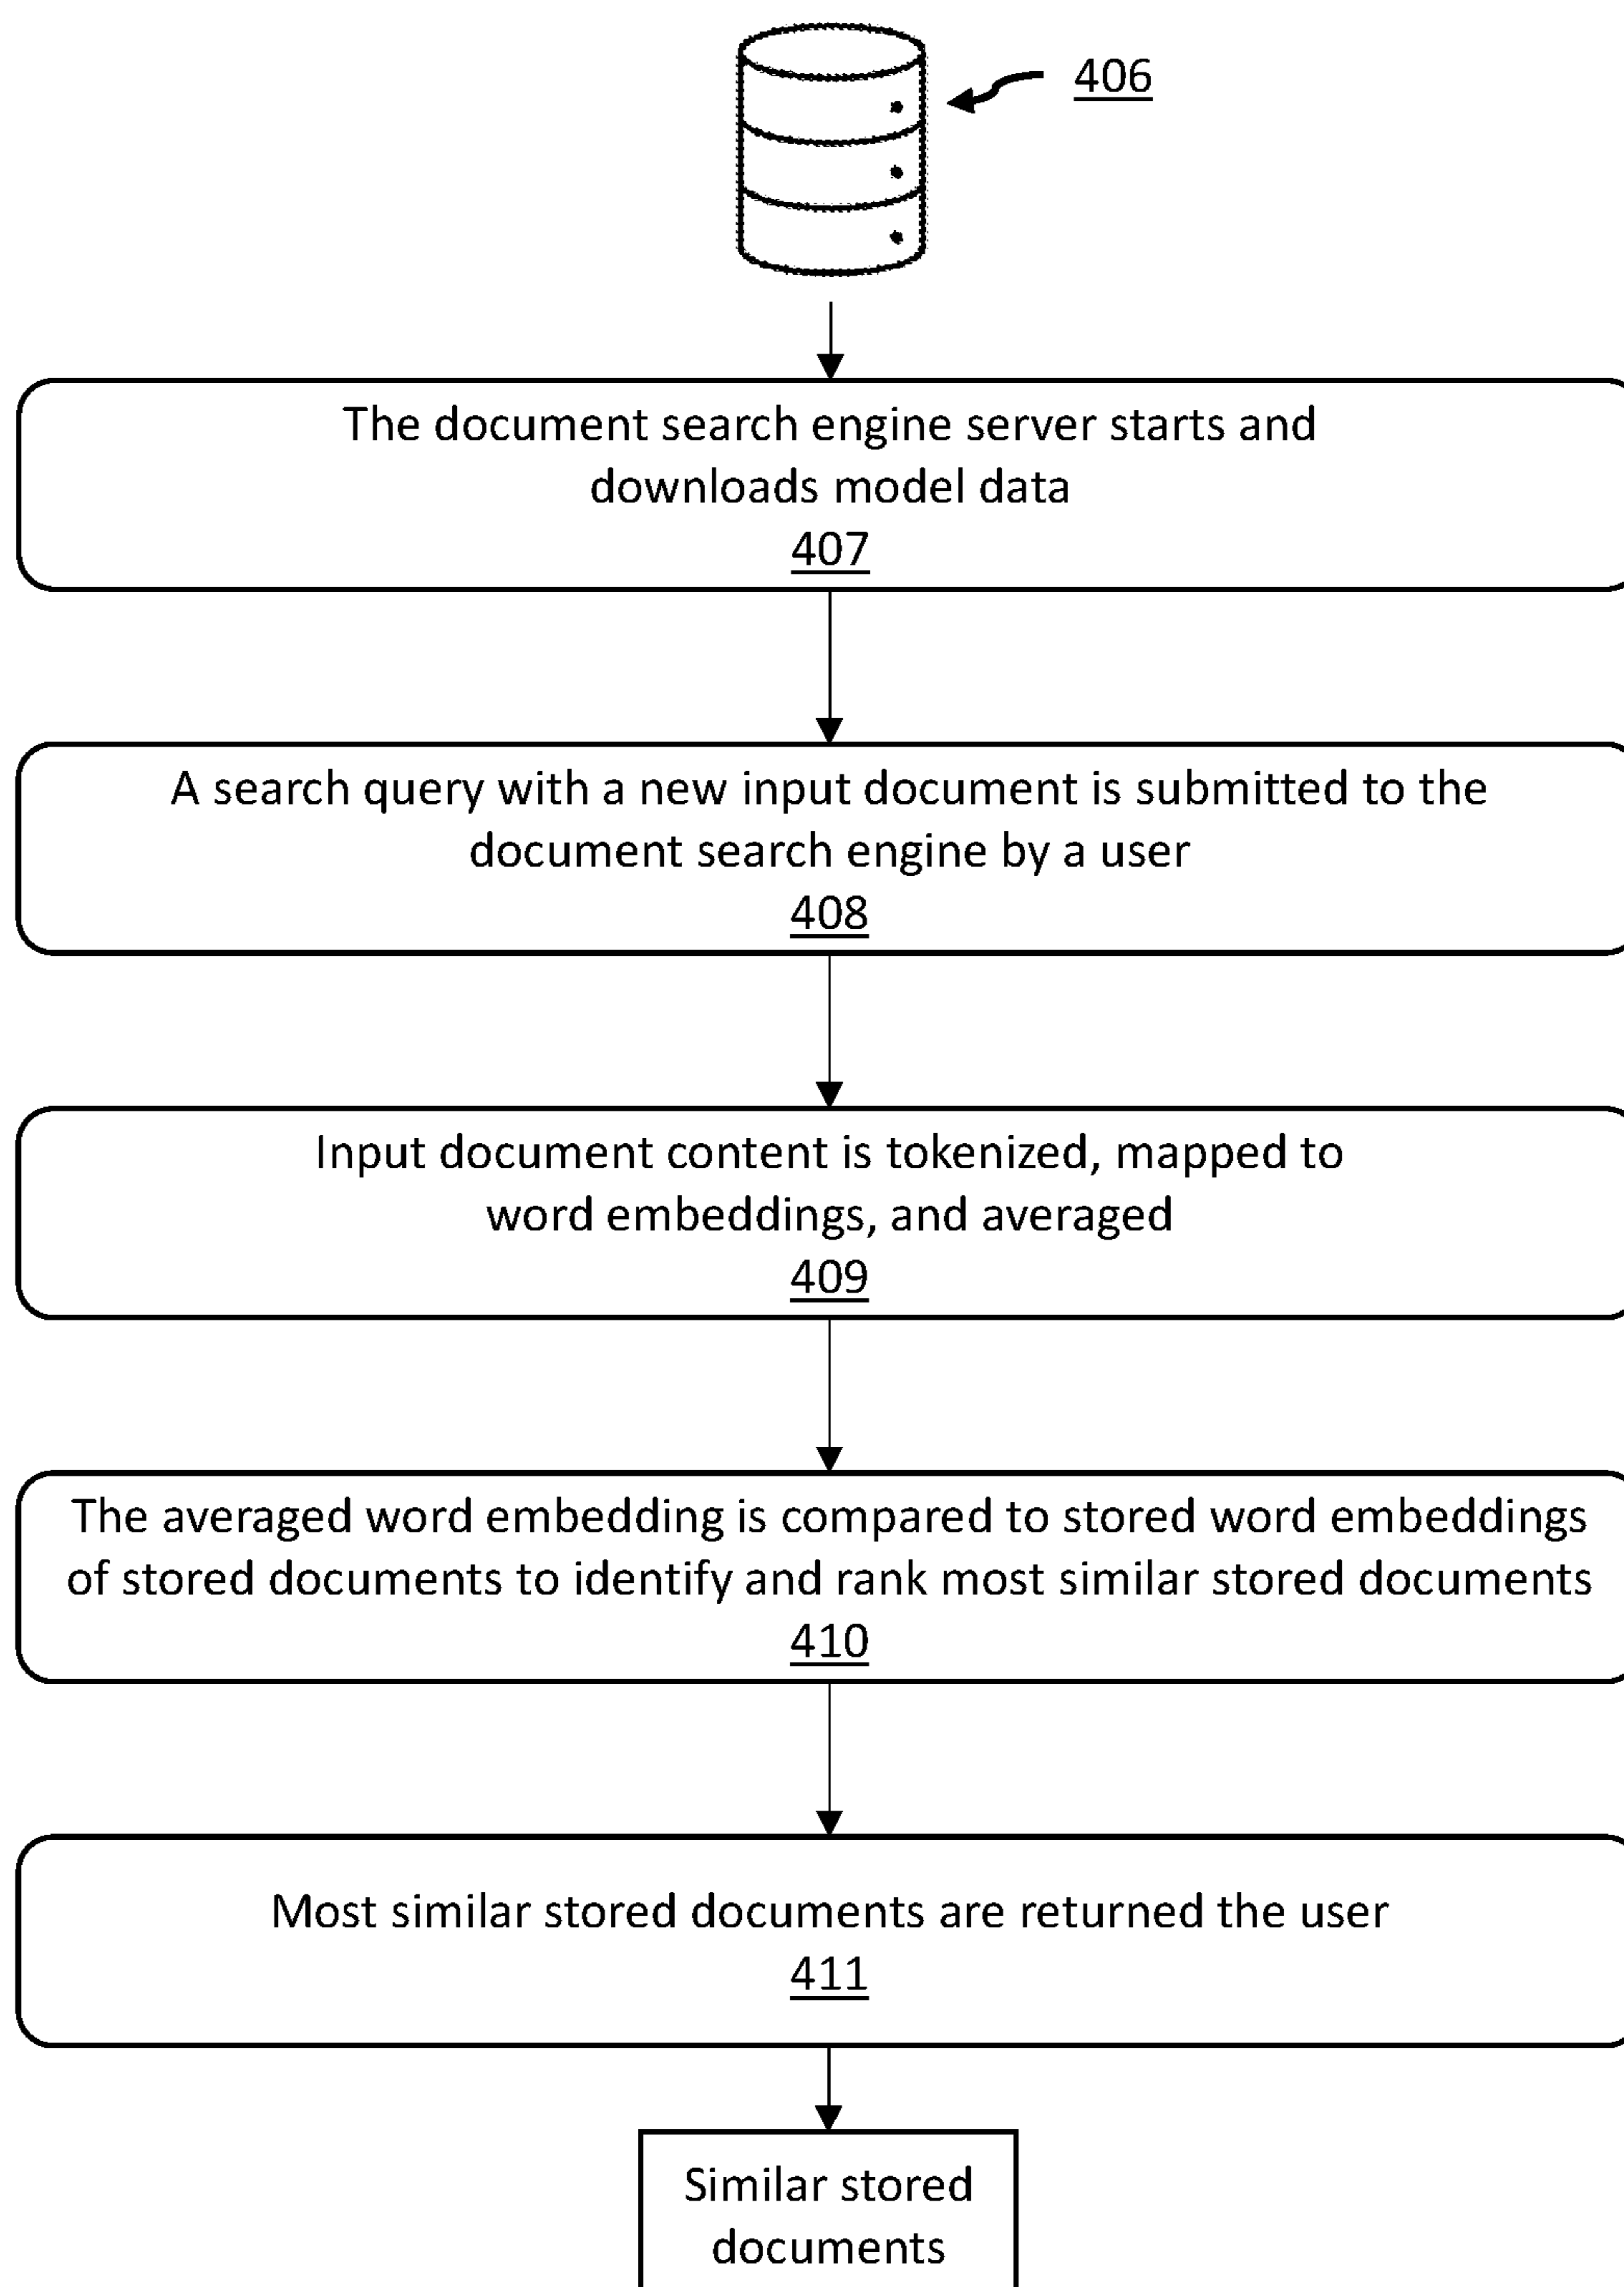 406
The document search engine server starts and
downloads model data
407
A search query with a new input document is submitted to the
document search engine by a user
408
Input document content is tokenized, mapped to
word embeddings, and averaged
409
The averaged word embedding is compared to stored word embeddings
of stored documents to identify and rank most similar stored documents
410
Most similar stored documents are returned the user
411
Similar stored
documents